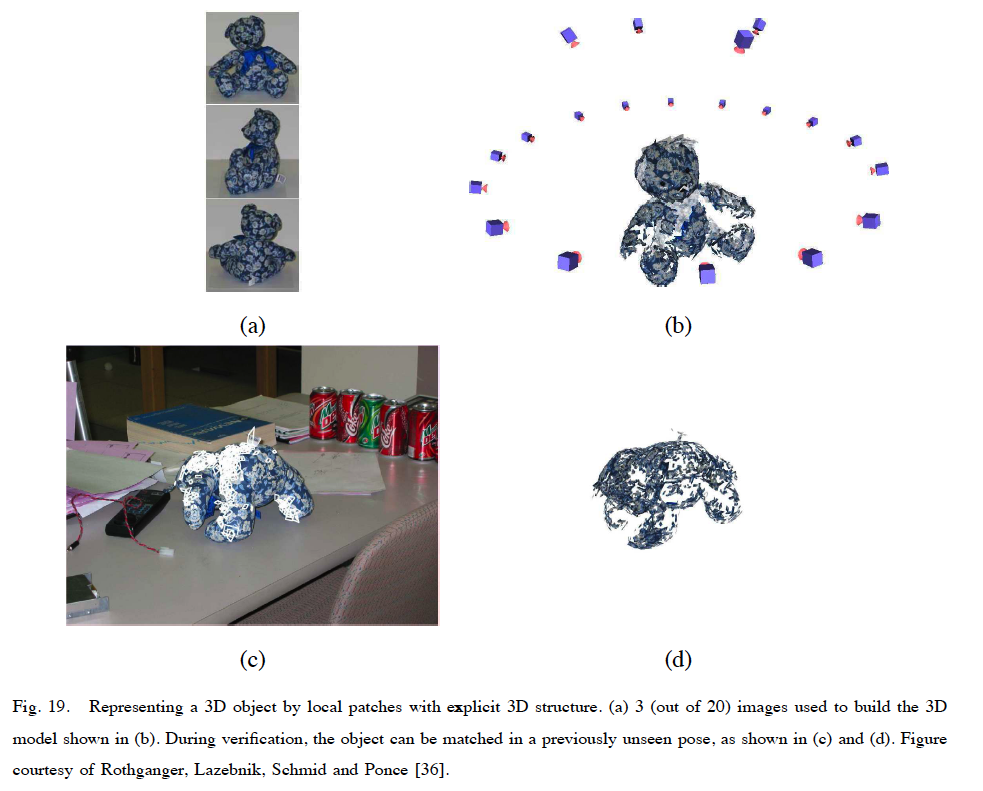 (a)
(b)
(c)
(d)
Fig. 19. Representing a 3D object by local patches with explicit 3D structure. (a) 3 (out of 20) images used to build the 3D
model shown in (b). During verification, the object can be matched in a previously unseen pose, as shown in (c) and (d). Figure
courtesy of Rothganger, Lazebnik, Schmid and Ponce [36].